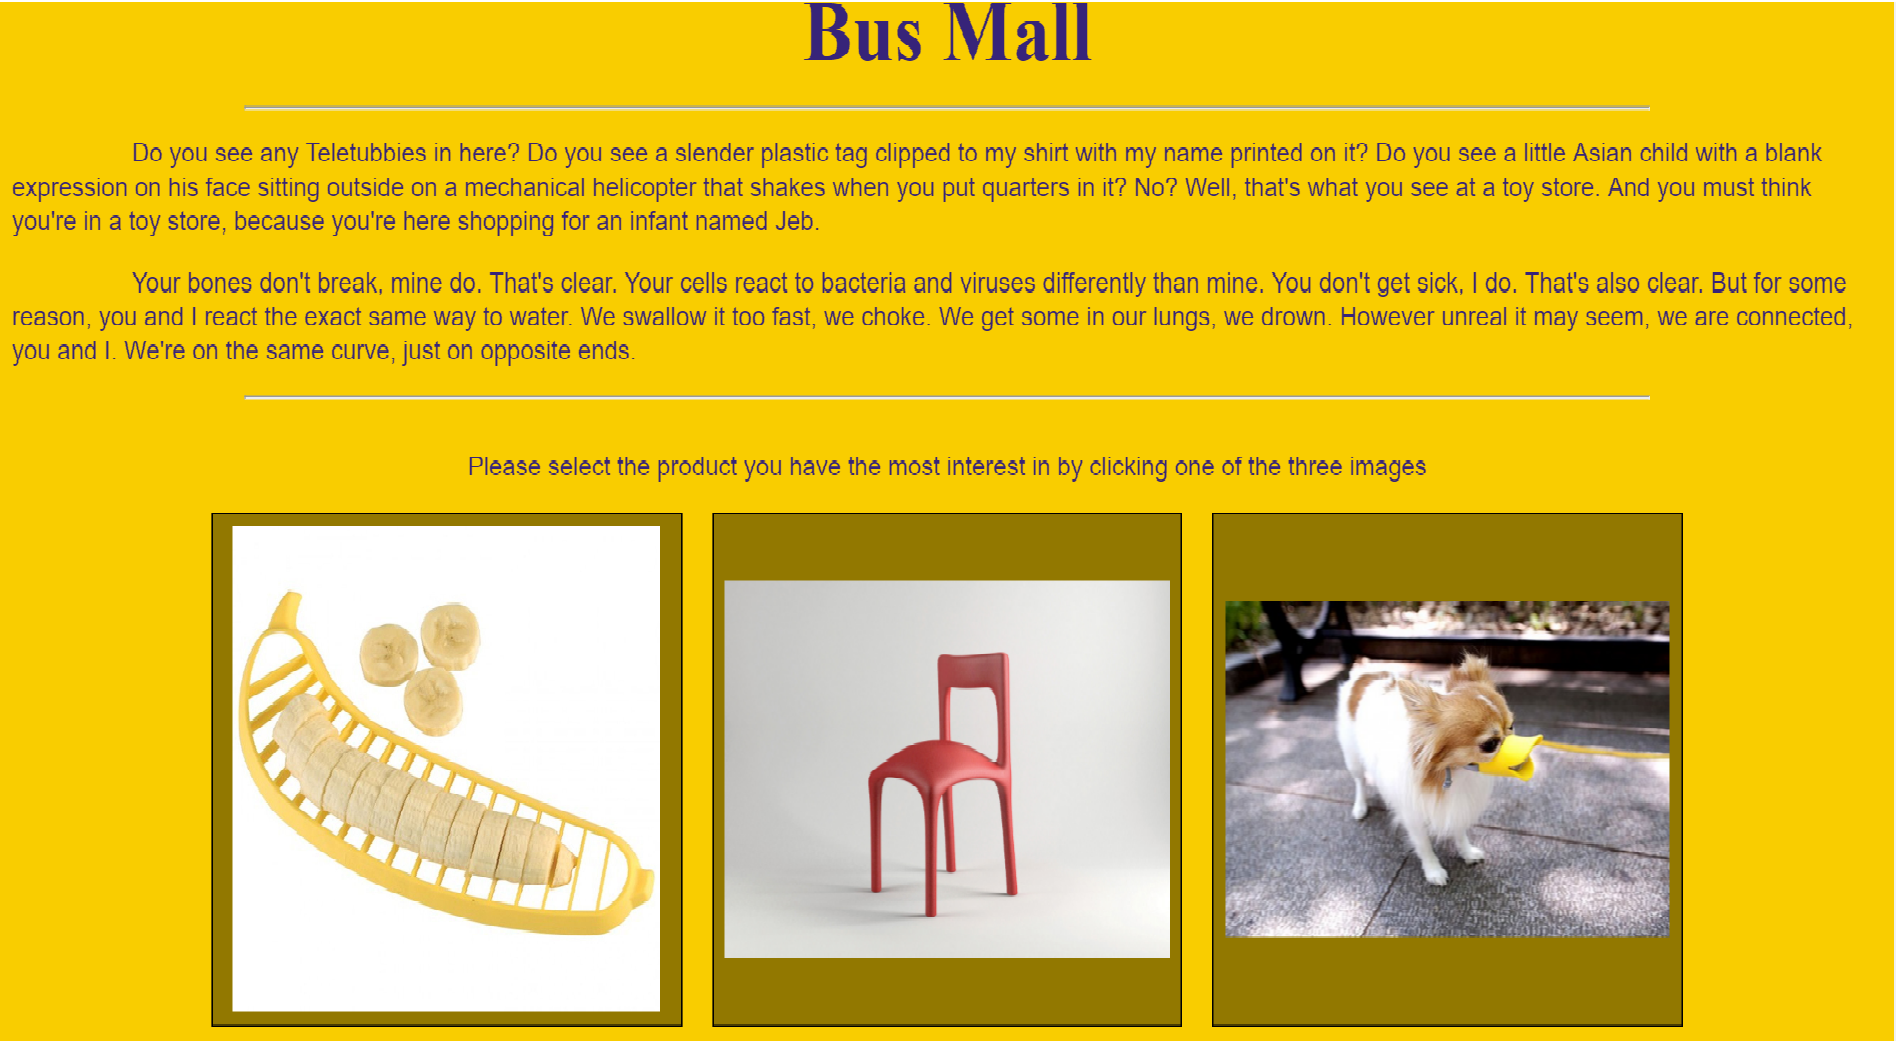 Bus Mall
Do you see any Teletubbies in here? Do you see a slender plastic tag clipped to my shirt with my name printed on it? Do you see a little Asian child with a blank
expression on his face sitting outside on a mechanical helicopter that shakes when you put quarters in it? No? Well, that's what you see at a toy store. And you must think
you're in a toy store, because you're here shopping for an infant named Jeb.
Your bones don't break, mine do. That's clear. Your cells react to bacteria and viruses differently than mine. You don't get sick, I do. That's also clear. But for some
reason, you and I react the exact same way to water. We swallow it too fast, we choke. We get some in our lungs, we drown. However unreal it may seem, we are connected,
you and I. We're on the same curve, just on opposite ends.
Please select the product you have the most interest in by clicking one of the three images